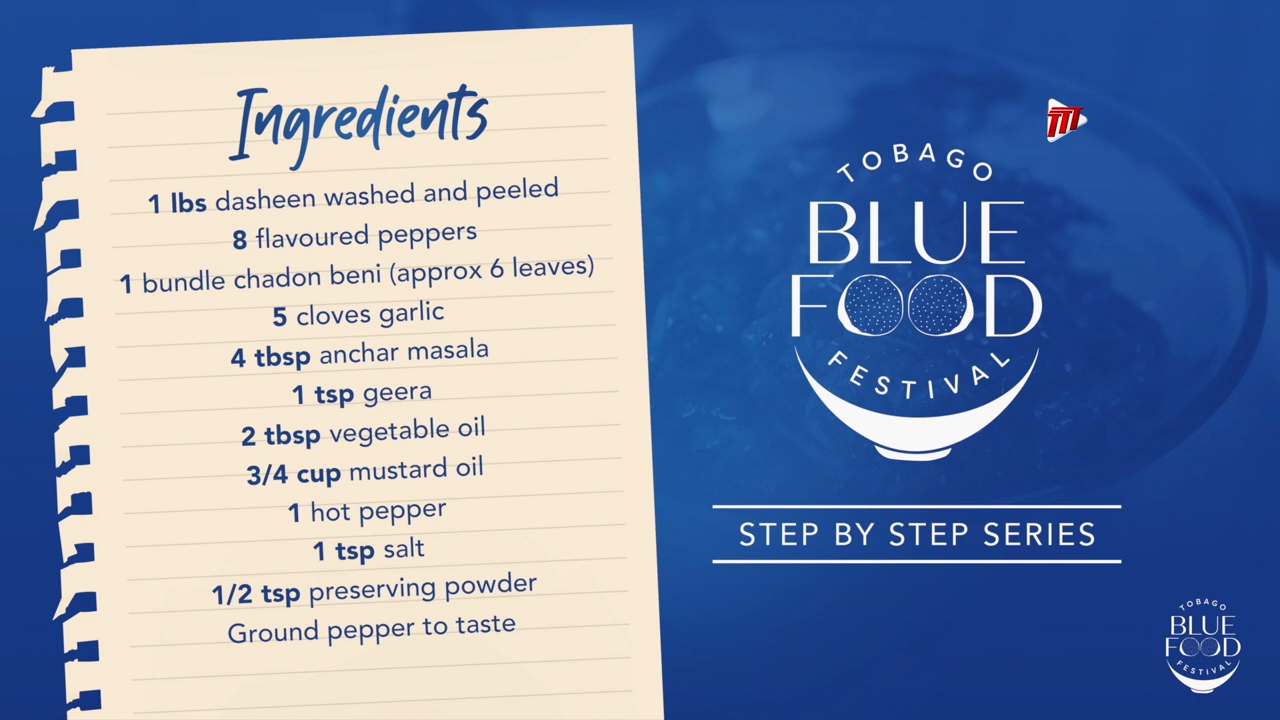 Ingredients
1 lbs dasheen washed and peeled
8 flavoured peppers
1 bundle chadon beni (approx 6 leaves)
5 cloves garlic
4 tbsp anchar masala
1 tsp geera
2 tbsp vegetable oil
3/4 cup mustard oil
1 hot pepper
1 tsp salt
1/2 tsp preserving powder
Ground pepper to taste
TTT
TOBAGO
BLUE
FOOD
FESTIVAL
STEP BY STEP SERIES
TOBAGO
BLUE
FOOD
FESTIVAL